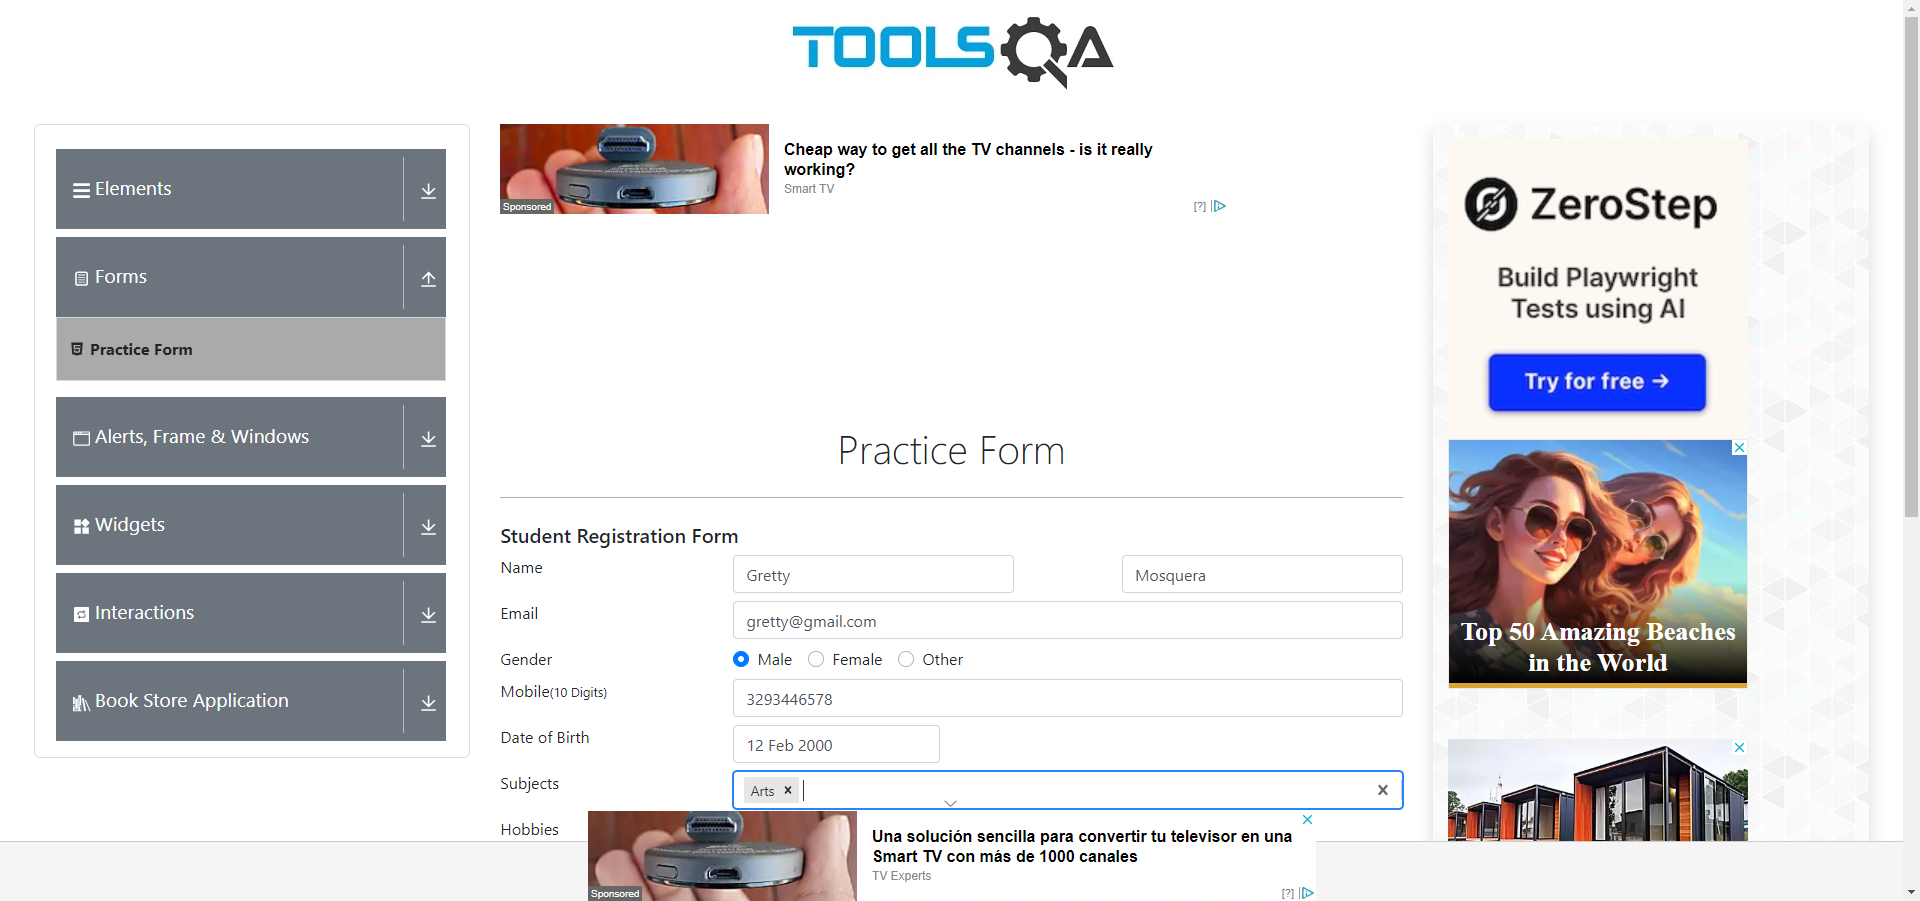 TOOLSQA
Elements
Forms
Practice Form
Alerts, Frame & Windows
Widgets
Interactions
Book Store Application
Sponsored
Cheap way to get all the TV channels - is it really
working?
Smart TV
[?]
Practice Form
Student Registration Form
Name
Gretty
Mosquera
Email
gretty@gmail.com
Gender
Male
Female
Other
Mobile(10 Digits)
3293446578
Date of Birth
12 Feb 2000
Subjects
Arts
Hobbies
Sponsored
Una solución sencilla para convertir tu televisor en una
Smart TV con más de 1000 canales
TV Experts
[?]
ZeroStep
Build Playwright
Tests using AI
Try for free →
Top 50 Amazing Beaches
in the World